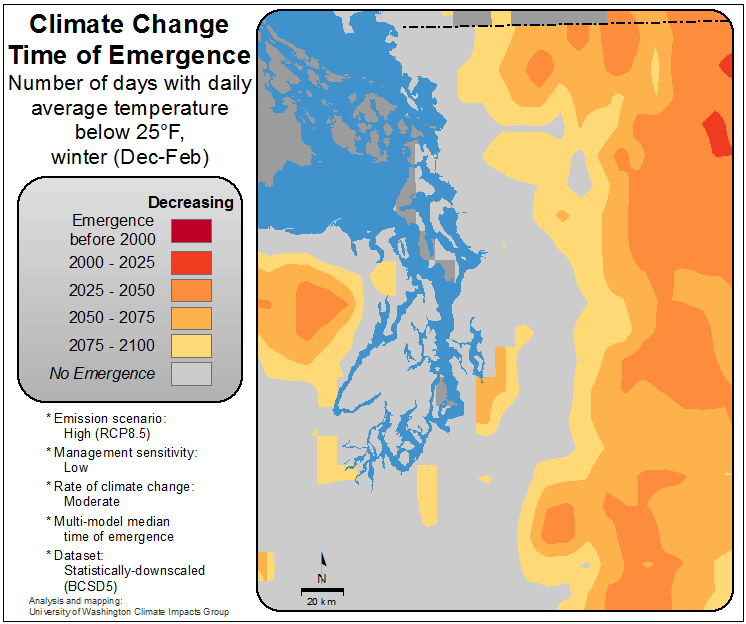 Climate Change
Time of Emergence
Number of days with daily
average temperature
below 25°F,
winter (Dec-Feb)
Decreasing
Emergence
before 2000
2000 - 2025
2025 - 2050
2050 - 2075
2075 - 2100
No Emergence
* Emission scenario:
High (RCP8.5)
* Management sensitivity:
Low
* Rate of climate change:
Moderate
* Multi-model median
time of emergence
* Dataset:
Statistically-downscaled
(BCSD5)
Analysis and mapping:
University of Washington Climate Impacts Group
N
20 km